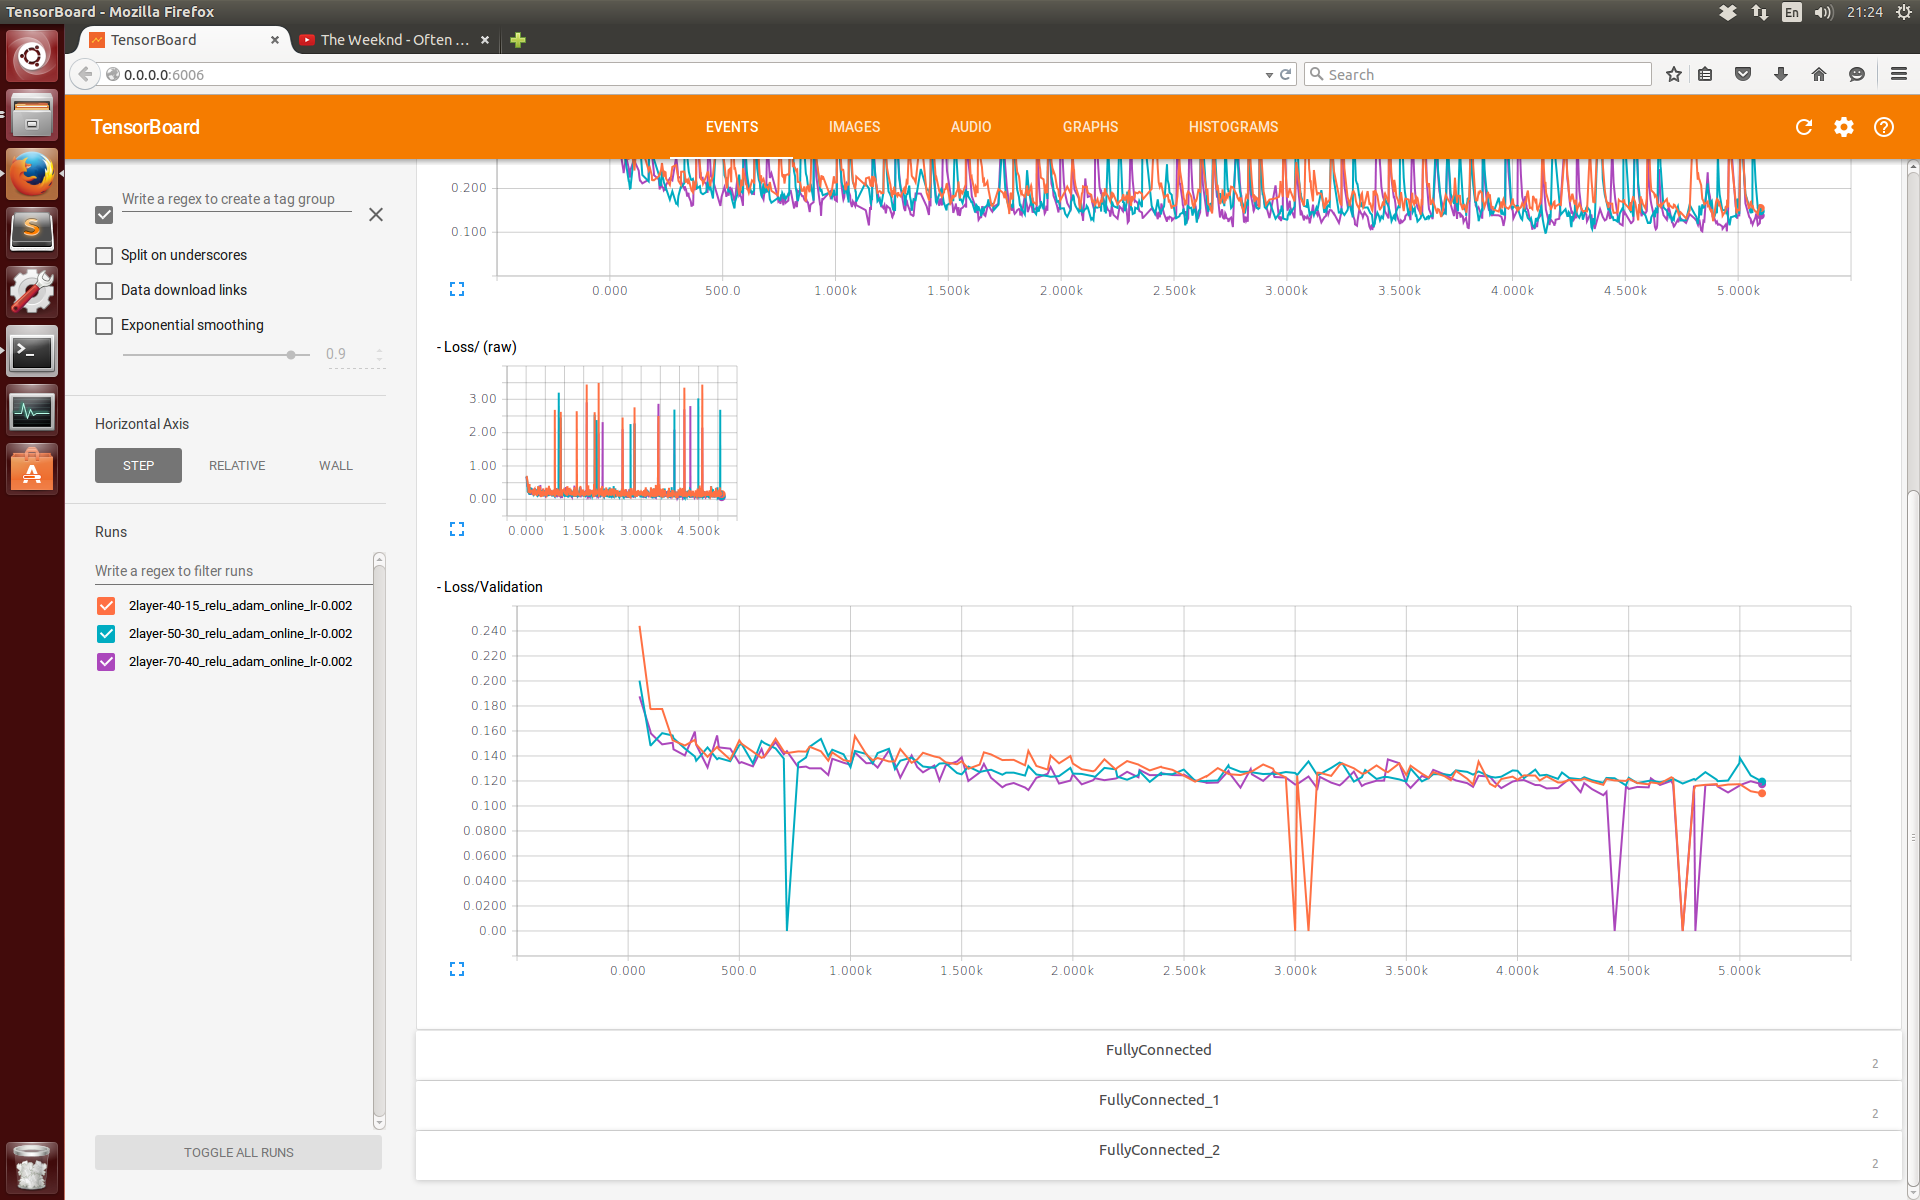 TensorBoard - Mozilla Firefox
En
21:24
TensorBoard
The Weeknd - Often ...
0.0.0.0:6006
Search
TensorBoard
EVENTS
IMAGES
AUDIO
GRAPHS
HISTOGRAMS
Write a regex to create a tag group
Split on underscores
Data download links
Exponential smoothing
0.9
Horizontal Axis
STEP
RELATIVE
WALL
Runs
Write a regex to filter runs
2layer-40-15_relu_adam_online_lr-0.002
2layer-50-30_relu_adam_online_lr-0.002
2layer-70-40_relu_adam_online_lr-0.002
TOGGLE ALL RUNS
0.200
0.100
0.000 500.0 1.000k 1.500k 2.000k 2.500k 3.000k 3.500k 4.000k 4.500k 5.000k
- Loss/ (raw)
3.00
2.00
1.00
0.00
0.000 1.500k 3.000k 4.500k
- Loss/Validation
0.240
0.220
0.200
0.180
0.160
0.140
0.120
0.100
0.0800
0.0600
0.0400
0.0200
0.00
0.000 500.0 1.000k 1.500k 2.000k 2.500k 3.000k 3.500k 4.000k 4.500k 5.000k
FullyConnected
2
FullyConnected_1
2
FullyConnected_2
2